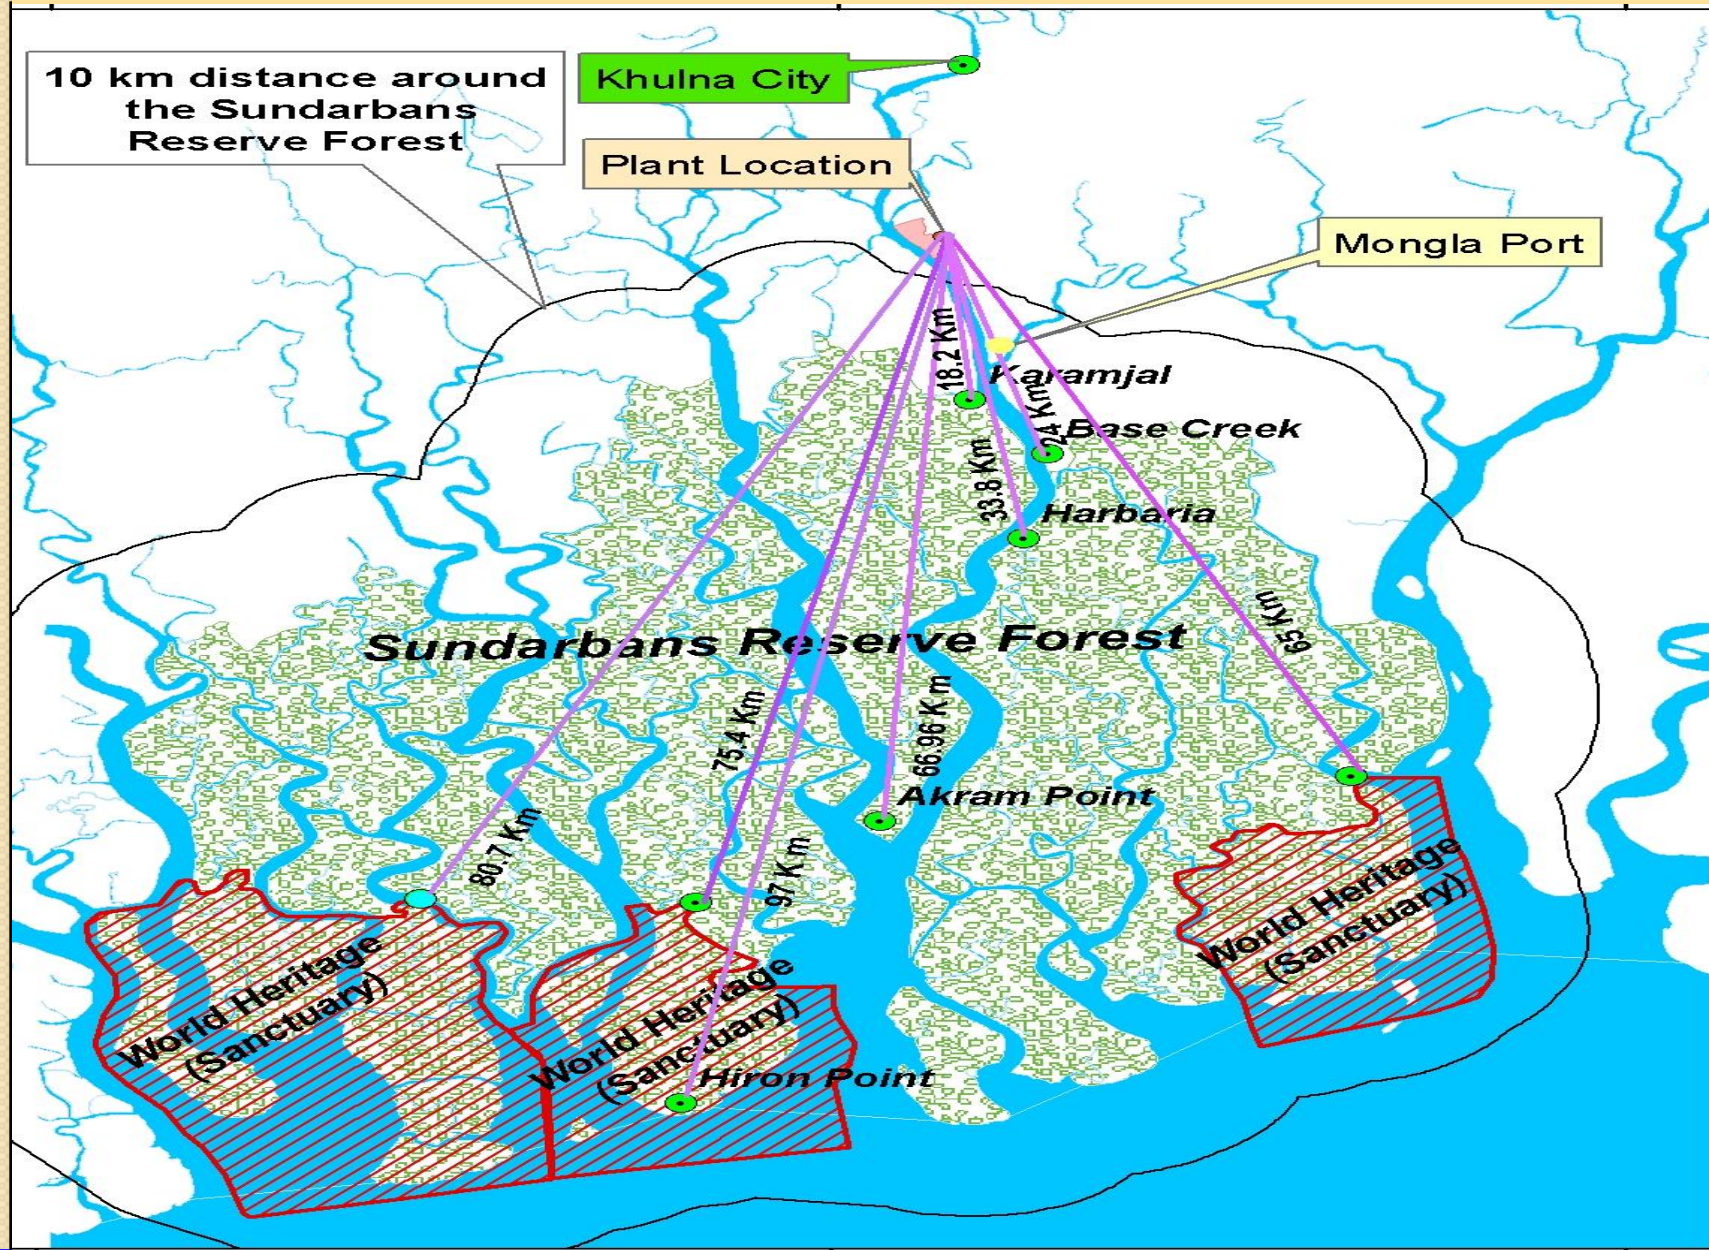 10 km distance around
the Sundarbans
Reserve Forest
Khulna City
Plant Location
Mongla Port
18.2 Km
Karamjal
24 Km
Base Creek
33.8 Km
Harbaria
65 Km
Sundarbans Reserve Forest
75.4 Km
66.96 K m
Akram Point
80.7 Km
97 Km
World Heritage
(Sanctuary)
World Heritage
(Sanctuary)
World Heritage
(Sanctuary)
Hiron Point